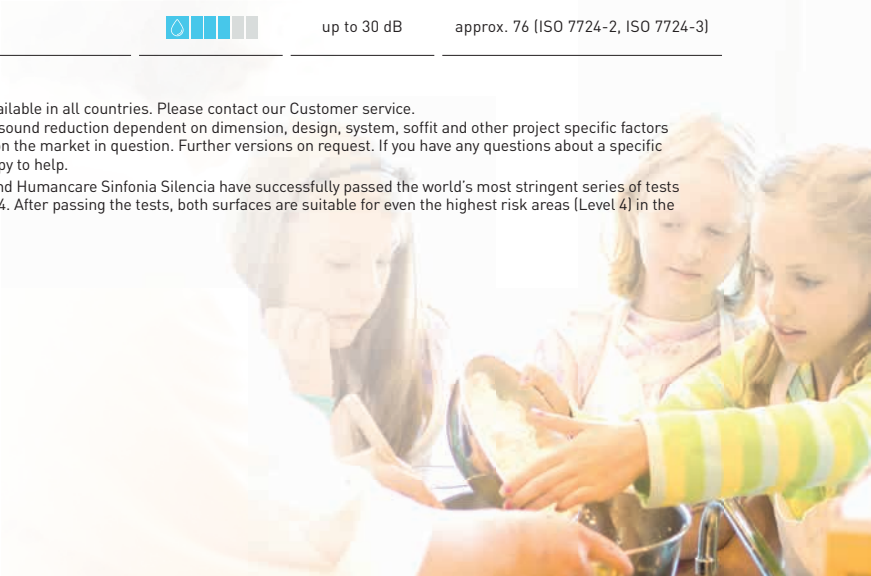 up to 30 dB approx. 76 (ISO 7724-2, ISO 7724-3)
in all countries. Please contact our Customer service.
sound reduction dependent on dimension, design, system, soffit and other project specific factors
the market in question. Further versions on request. If you have any questions about a specific
to help.
Humancare Sinfonia Silencia have successfully passed the world's most stringent series of tests
4. After passing the tests, both surfaces are suitable for even the highest risk areas (Level 4) in the